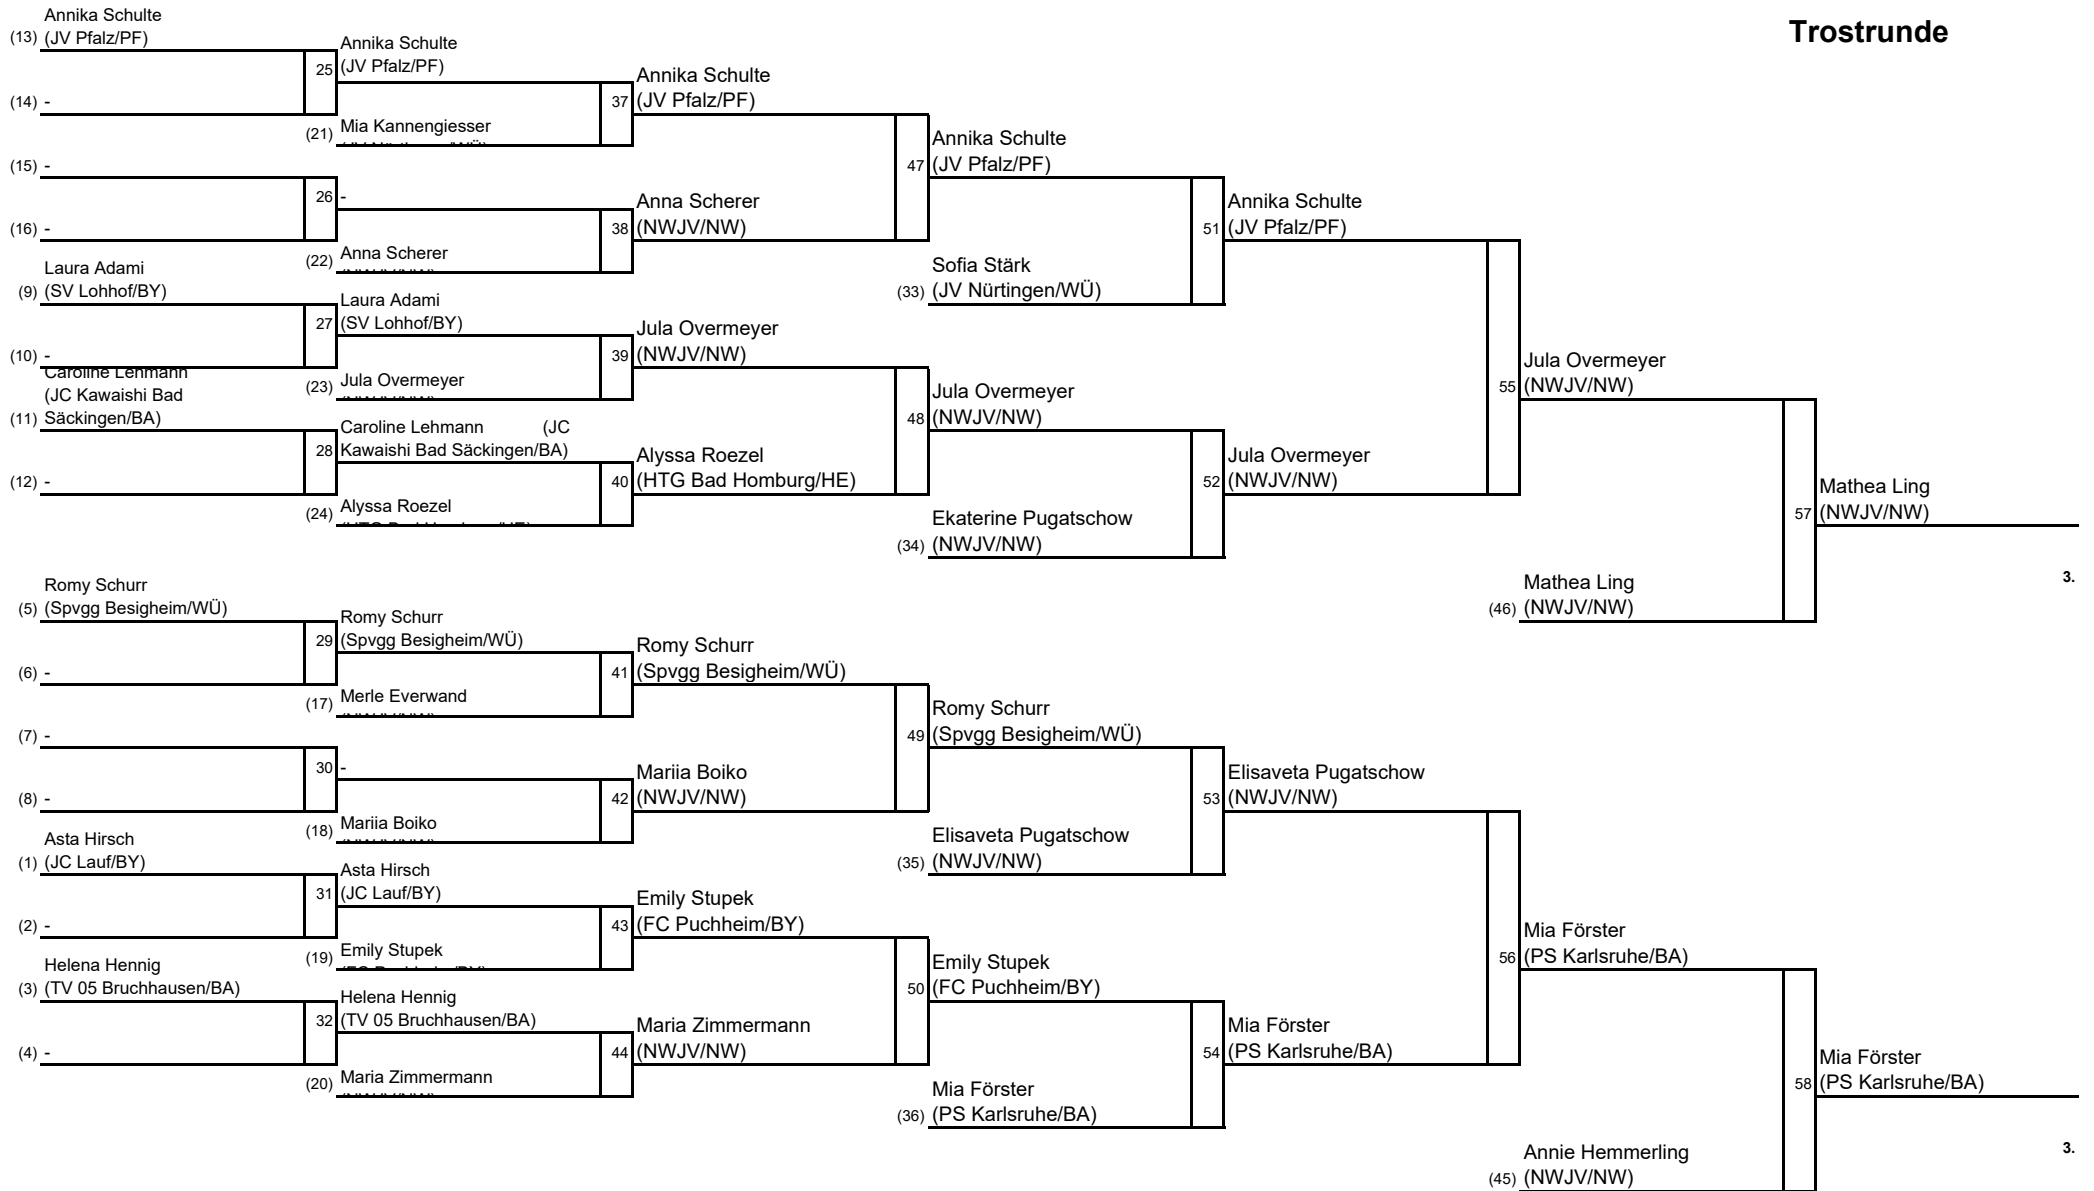 Trostrunde
Annika Schulte
(13) (JV Pfalz/PF)
(14) -
(15) -
(16) -
Laura Adami
(9) (SV Lohhof/BY)
(10) -
Caroline Lehmann
(JC Kawaishi Bad
(11) Säckingen/BA)
(12) -
Romy Schurr
(5) (Spvgg Besigheim/WÜ)
(6) -
(7) -
(8) -
Asta Hirsch
(1) (JC Lauf/BY)
(2) -
Helena Hennig
(3) (TV 05 Bruchhausen/BA)
(4) -
Annika Schulte
25 (JV Pfalz/PF)
(21) Mia Kannengiesser
26 -
(22) Anna Scherer
Laura Adami
27 (SV Lohhof/BY)
(23) Jula Overmeyer
Caroline Lehmann (JC
28 Kawaishi Bad Säckingen/BA)
(24) Alyssa Roezel
Romy Schurr
29 (Spvgg Besigheim/WÜ)
(17) Merle Everwand
30 -
(18) Mariia Boiko
Asta Hirsch
31 (JC Lauf/BY)
(19) Emily Stupek
Helena Hennig
32 (TV 05 Bruchhausen/BA)
(20) Maria Zimmermann
Annika Schulte
37 (JV Pfalz/PF)
Anna Scherer
38 (NWJV/NW)
Jula Overmeyer
39 (NWJV/NW)
Alyssa Roezel
40 (HTG Bad Homburg/HE)
Romy Schurr
41 (Spvgg Besigheim/WÜ)
Mariia Boiko
42 (NWJV/NW)
Emily Stupek
43 (FC Puchheim/BY)
Maria Zimmermann
44 (NWJV/NW)
Annika Schulte
47 (JV Pfalz/PF)
Sofia Stärk
(33) (JV Nürtingen/WÜ)
Jula Overmeyer
48 (NWJV/NW)
Ekaterine Pugatschow
(34) (NWJV/NW)
Romy Schurr
49 (Spvgg Besigheim/WÜ)
Elisaveta Pugatschow
(35) (NWJV/NW)
Emily Stupek
50 (FC Puchheim/BY)
Mia Förster
(36) (PS Karlsruhe/BA)
Annika Schulte
51 (JV Pfalz/PF)
Jula Overmeyer
52 (NWJV/NW)
Elisaveta Pugatschow
53 (NWJV/NW)
Mia Förster
54 (PS Karlsruhe/BA)
Jula Overmeyer
55 (NWJV/NW)
Mathea Ling
(46) (NWJV/NW)
Mia Förster
56 (PS Karlsruhe/BA)
Annie Hemmerling
(45) (NWJV/NW)
Mathea Ling
57 (NWJV/NW)
3.
Mia Förster
58 (PS Karlsruhe/BA)
3.